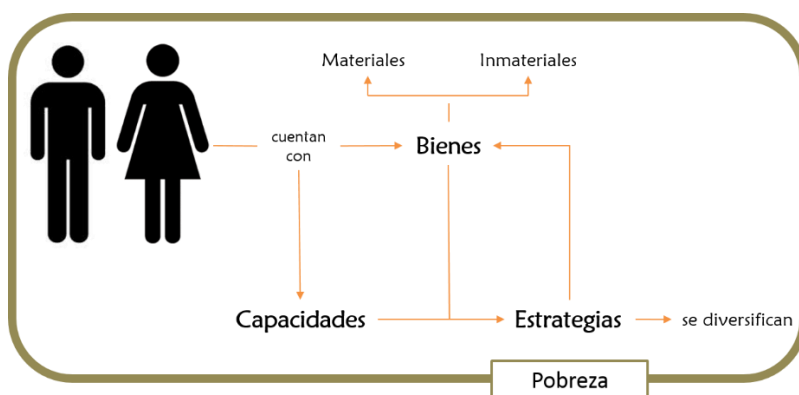 Materiales
Inmateriales
cuentan
con
Bienes
Capacidades
Estrategias
se diversifican
Pobreza